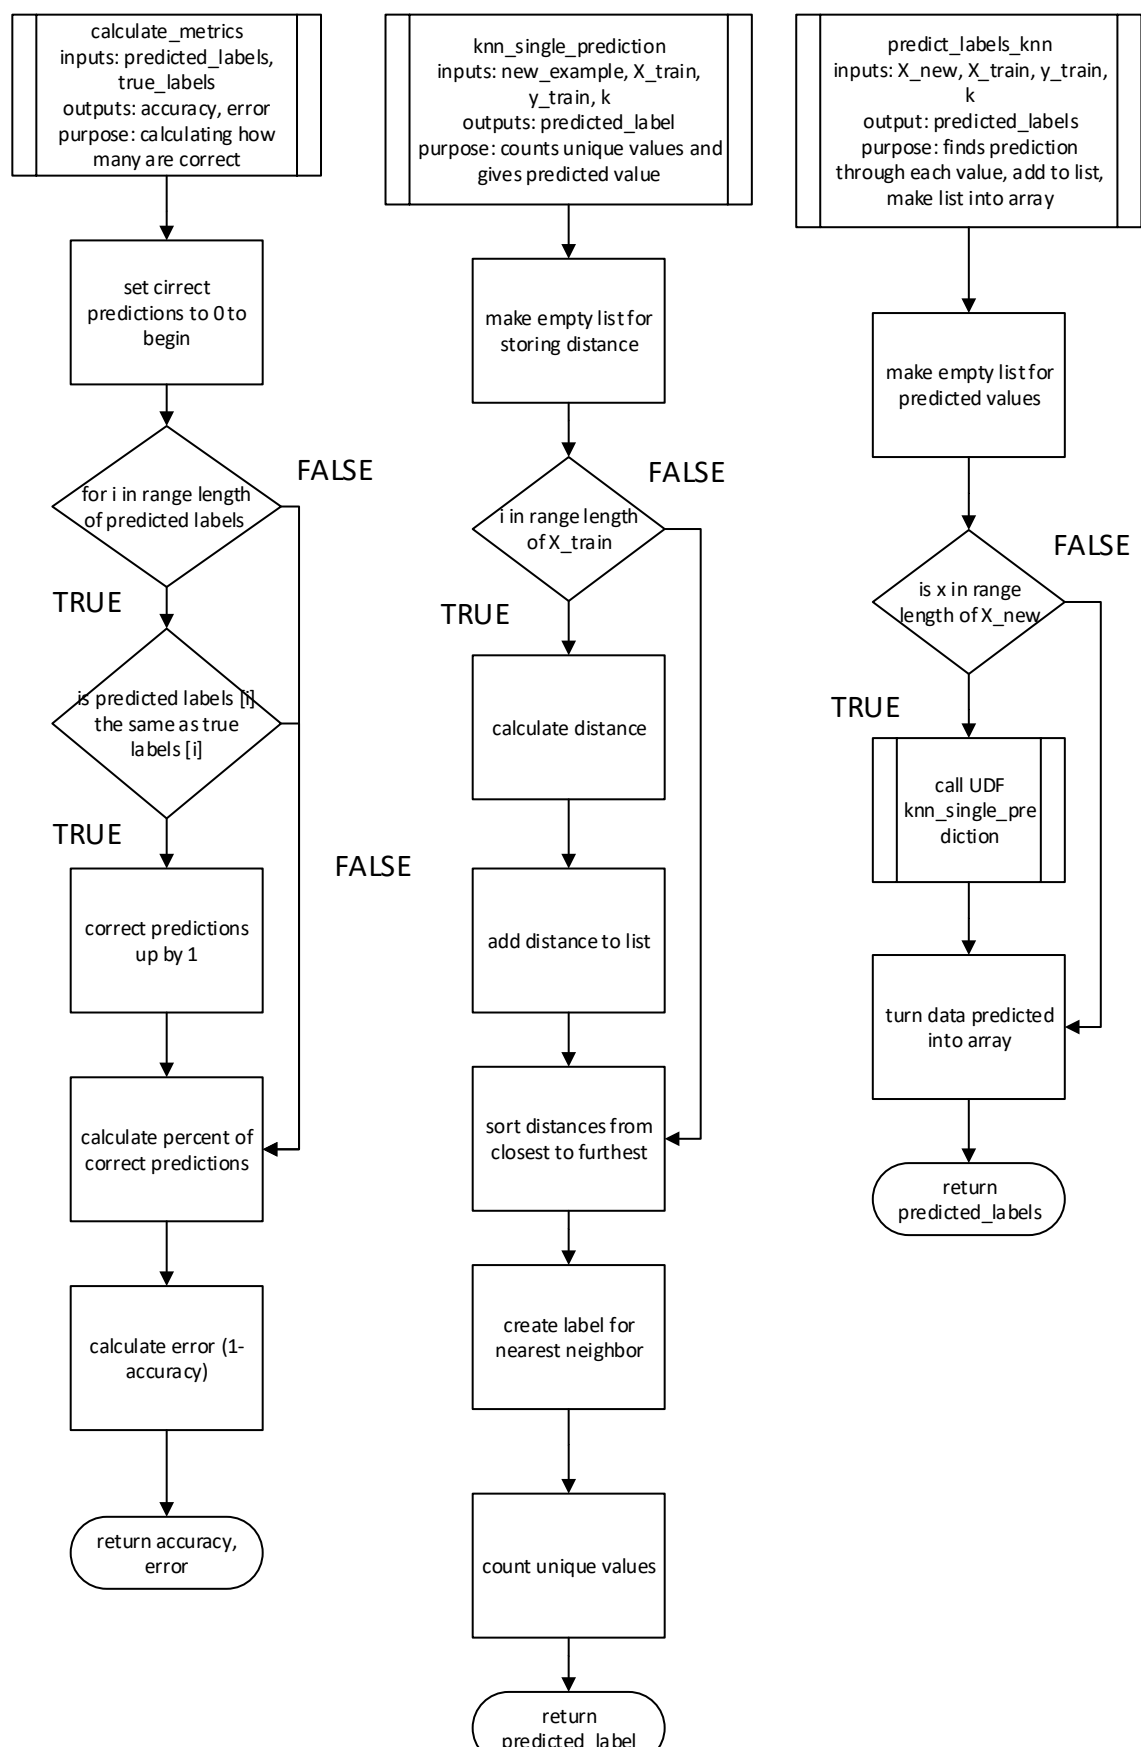 calculate_metrics
inputs: predicted_labels,
true_labels
outputs: accuracy, error
purpose: calculating how
many are correct
set cirrect
predictions to 0 to
begin
for i in range length
of predicted labels
FALSE
TRUE
is predicted labels [i]
the same as true
labels [i]
TRUE
FALSE
correct predictions
up by 1
calculate percent of
correct predictions
calculate error (1-
accuracy)
return accuracy,
error
knn_single_prediction
inputs: new_example, X_train,
y_train, k
outputs: predicted_label
purpose: counts unique values and
gives predicted value
make empty list for
storing distance
i in range length
of X_train
FALSE
TRUE
calculate distance
add distance to list
sort distances from
closest to furthest
create label for
nearest neighbor
count unique values
return
predicted_label
predict_labels_knn
inputs: X_new, X_train, y_train,
k
output: predicted_labels
purpose: finds prediction
through each value, add to list,
make list into array
make empty list for
predicted values
is x in range
length of X_new
FALSE
TRUE
call UDF
knn_single_pre
diction
turn data predicted
into array
return
predicted_labels